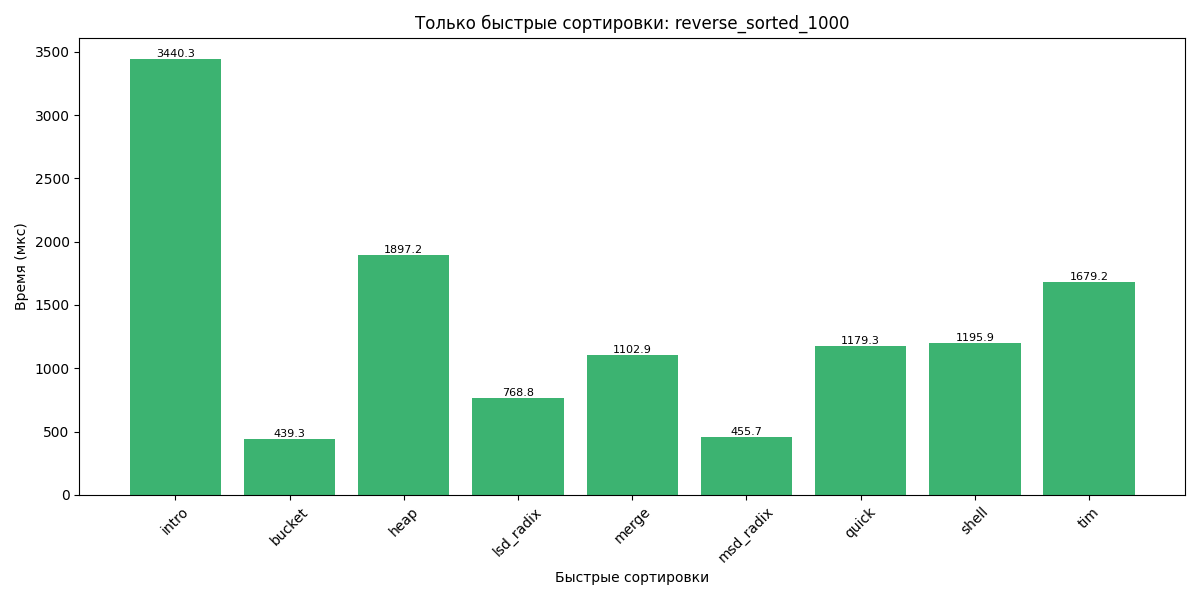 Только быстрые сортировки: reverse_sorted_1000
Время (мкс)
3500
3000
2500
2000
1500
1000
500
0
3440.3
439.3
1897.2
768.8
1102.9
455.7
1179.3
1195.9
1679.2
intro
bucket
heap
lsd_radix
merge
msd_radix
quick
shell
tim
Быстрые сортировки